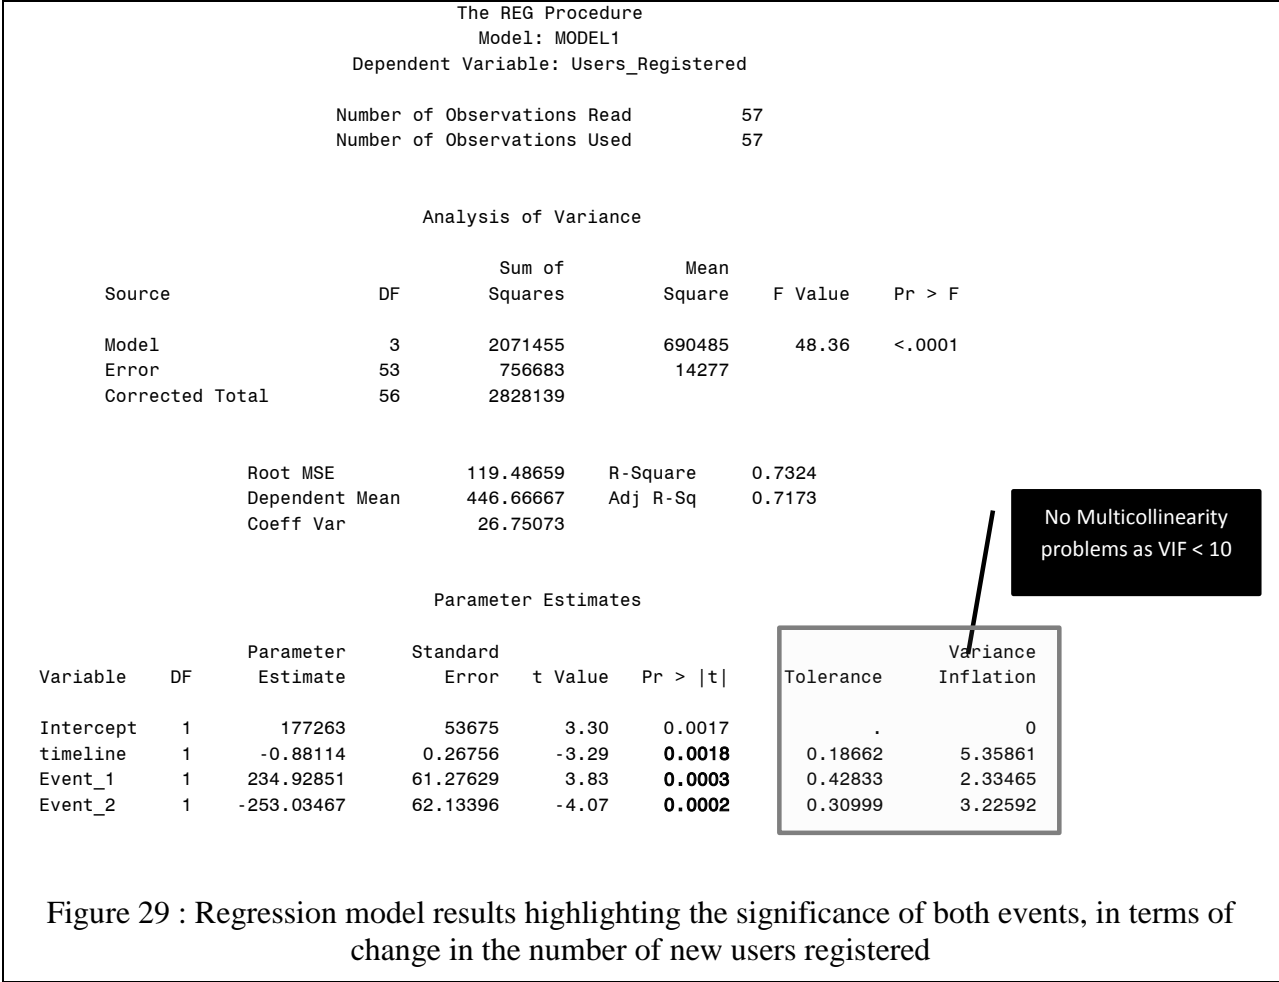 The REG Procedure
Model: MODEL1
Dependent Variable: Users_Registered
Number of Observations Read 57
Number of Observations Used 57
Analysis of Variance
Sum of Mean
Source DF Squares Square F Value Pr > F
Model 3 2071455 690485 48.36 <.0001
Error 53 756683 14277
Corrected Total 56 2828139
Root MSE 119.48659 R-Square 0.7324
Dependent Mean 446.66667 Adj R-Sq 0.7173
Coeff Var 26.75073
No Multicollinearity
problems as VIF < 10
Parameter Estimates
Parameter Standard Variance
Variable DF Estimate Error t Value Pr > |t| Tolerance Inflation
Intercept 1 177263 53675 3.30 0.0017 . 0
timeline 1 -0.88114 0.26756 -3.29 0.0018 0.18662 5.35861
Event_1 1 234.92851 61.27629 3.83 0.0003 0.42833 2.33465
Event_2 1 -253.03467 62.13396 -4.07 0.0002 0.30999 3.22592
Figure 29 : Regression model results highlighting the significance of both events, in terms of
change in the number of new users registered